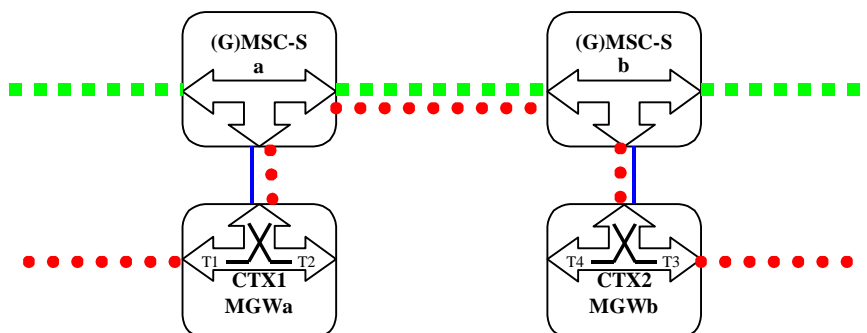 (G)MSC-S
a
(G)MSC-S
b
T1
T2
CTX1
MGWa
T4
T3
CTX2
MGWb